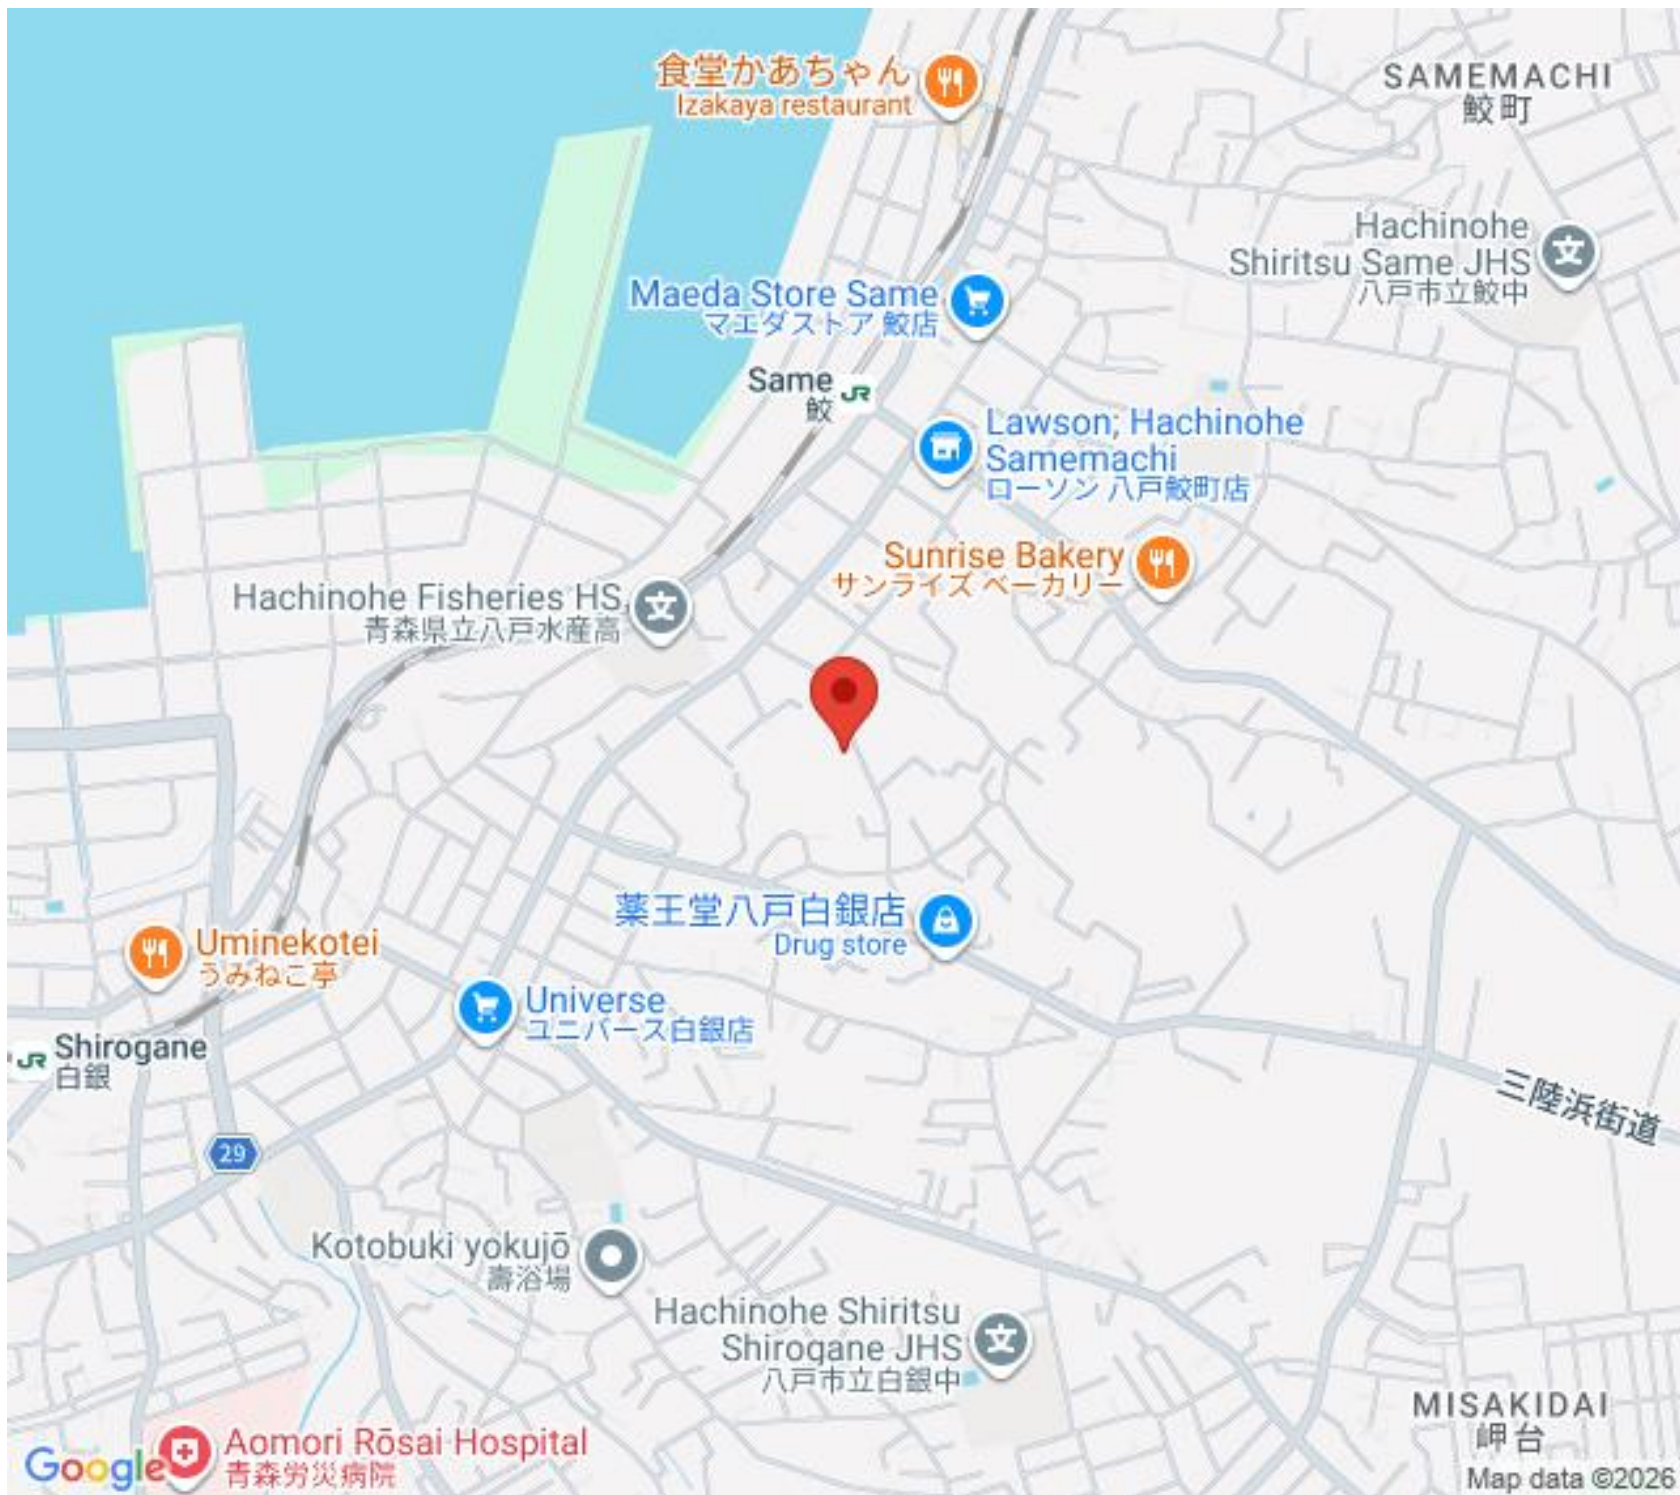 食堂かあちゃん
Izakaya restaurant
SAMEMACHI
鮫町
Hachinohe
Shiritsu Same JHS
八戸市立鮫中
Maeda Store Same
マエダストア 鮫店
Same
鮫
JR
Lawson, Hachinohe
Samemachi
ローソン 八戸鮫町店
Sunrise Bakery
サンライズ ベーカリー
Hachinohe Fisheries HS
青森県立八戸水産高
薬王堂八戸白銀店
Drug store
Uminekotei
うみねこ亭
Universe
ユニバース白銀店
JR
Shirogane
白銀
三陸浜街道
29
Kotobuki yokujō
壽浴場
Hachinohe Shiritsu
Shirogane JHS
八戸市立白銀中
MISAKIDAI
岬台
Aomori Rōsai Hospital
青森労災病院
Google
Map data ©2026